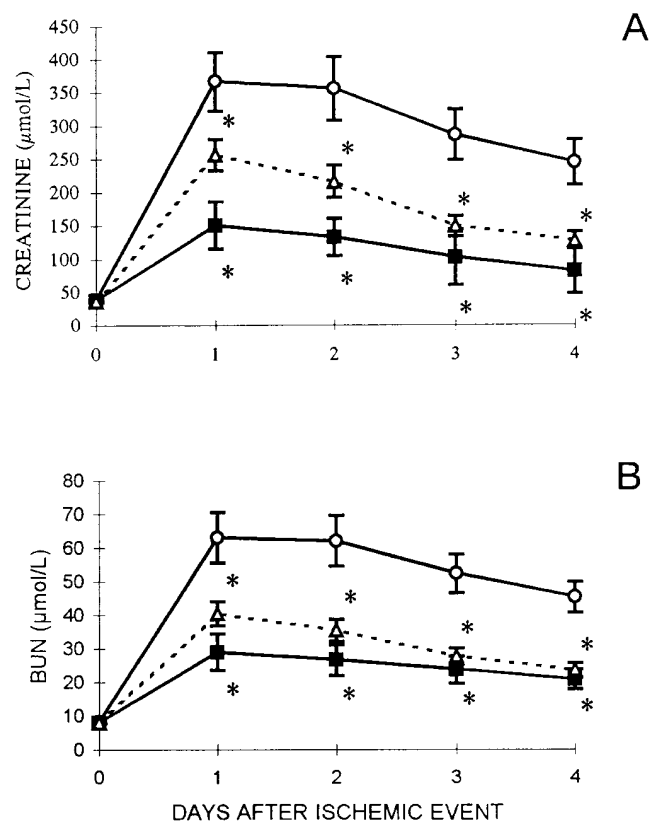 A
450
400
350
300
250
200
150
100
50
0
CREATININE (µmol/L)
* * * *
* * * *
0 1 2 3 4
B
80
70
60
50
40
30
20
10
0
BUN (µmol/L)
* * * *
* * * *
0 1 2 3 4
DAYS AFTER ISCHEMIC EVENT